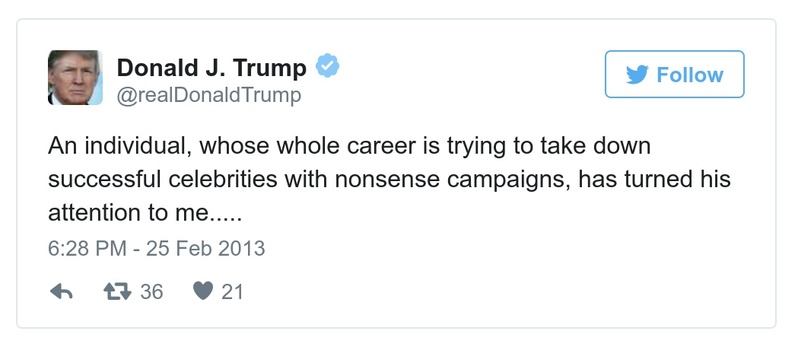 Donald J. Trump
@realDonaldTrump
Follow
An individual, whose whole career is trying to take down
successful celebrities with nonsense campaigns, has turned his
attention to me.....
6:28 PM - 25 Feb 2013
36 21